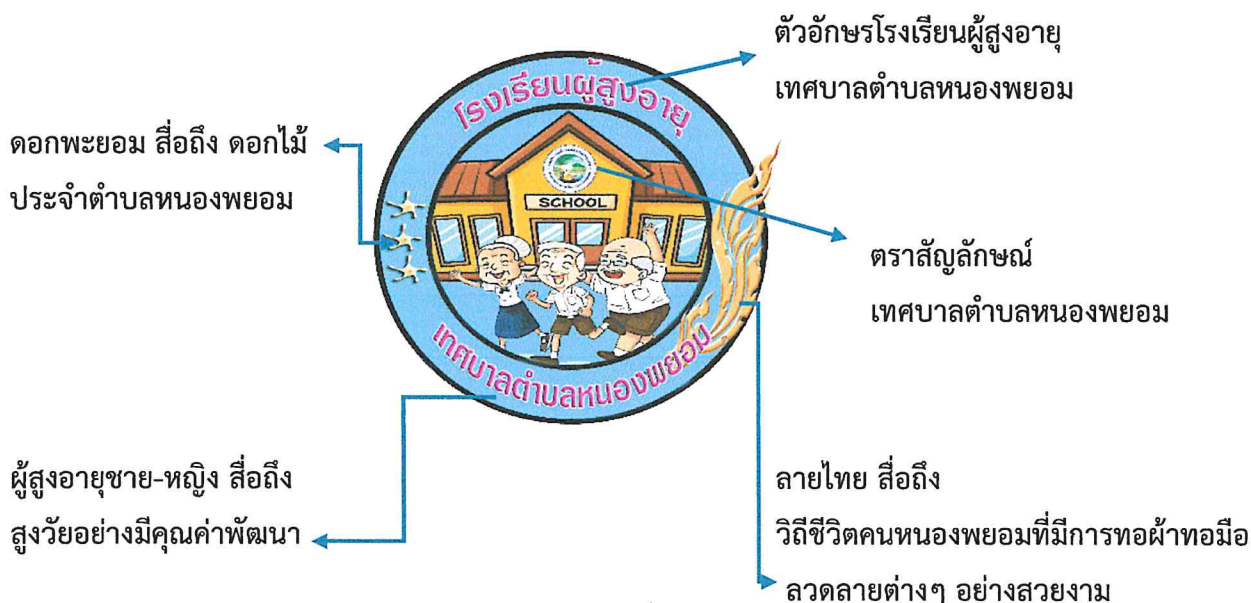 ตัวอักษรโรงเรียนผู้สูงอายุ
เทศบาลตำบลหนองพยอม
ดอกพะยอม สื่อถึง ดอกไม้
ประจำตำบลหนองพยอม
โรงเรียนผู้สูงอายุ
SCHOOL
เทศบาลตำบลหนองพยอม
ตราสัญลักษณ์
เทศบาลตำบลหนองพยอม
ผู้สูงอายุชาย-หญิง สื่อถึง
สูงวัยอย่างมีคุณค่าพัฒนา
ลายไทย สื่อถึง
วิถีชีวิตคนหนองพยอมที่มีการทอผ้าทอมือ
ลวดลายต่างๆ อย่างสวยงาม